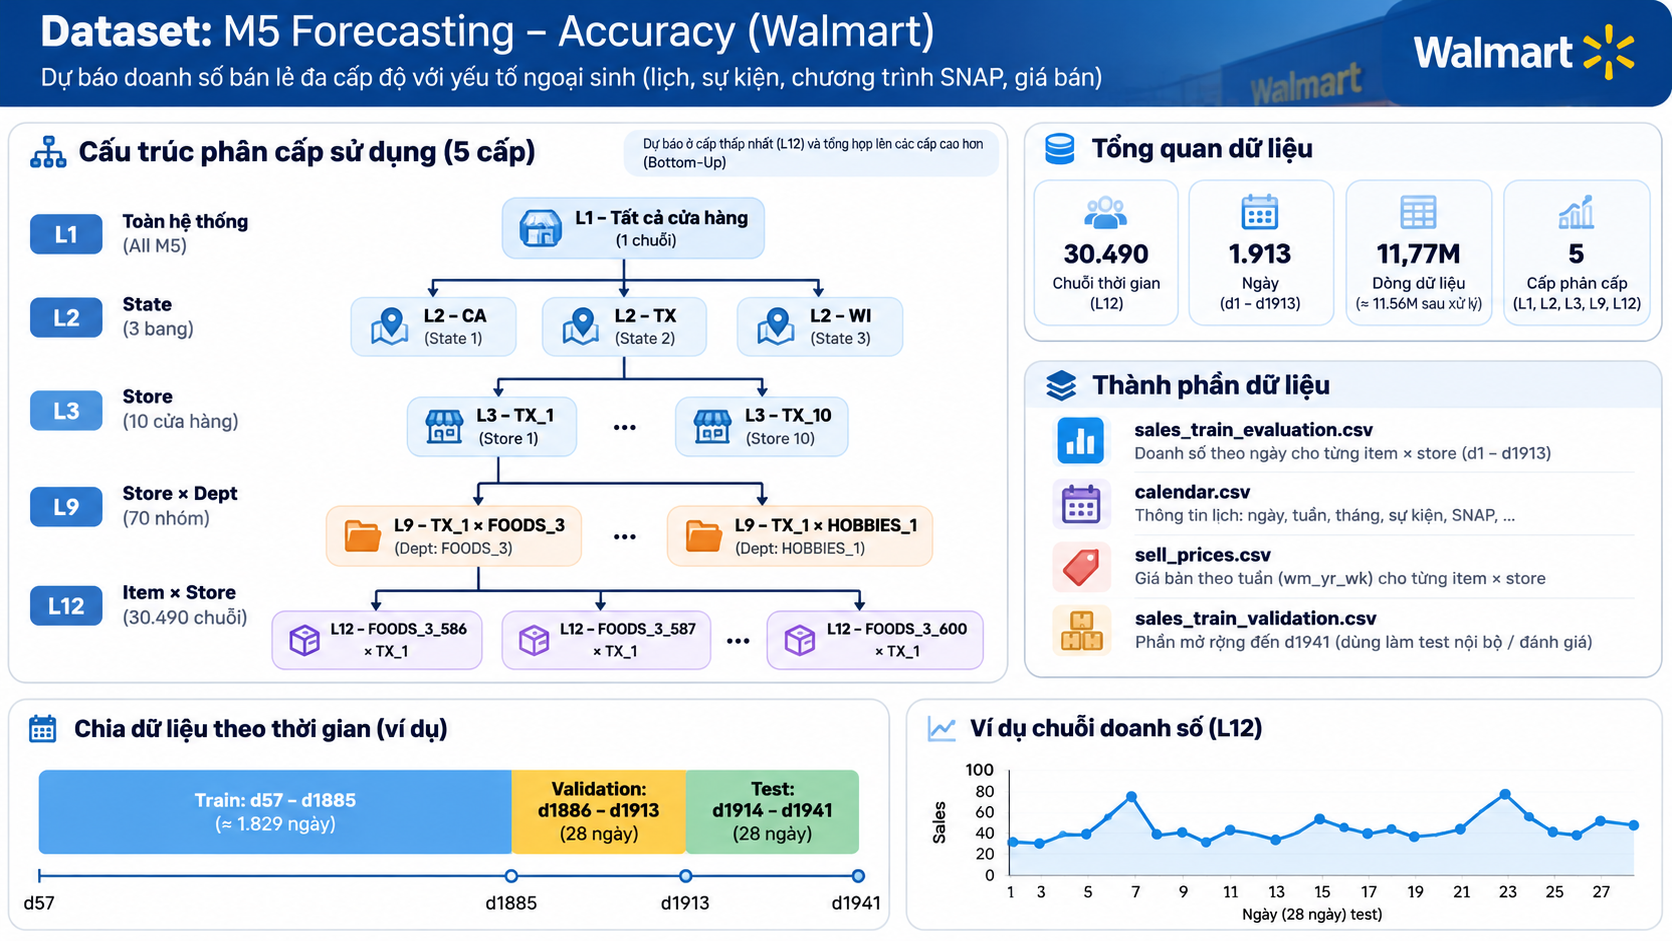 Dataset: M5 Forecasting – Accuracy (Walmart)
Dự báo doanh số bán lẻ đa cấp độ với yếu tố ngoại sinh (lịch, sự kiện, chương trình SNAP, giá bán)
Walmart
Walmart
Cấu trúc phân cấp sử dụng (5 cấp)
Dự báo ở cấp thấp nhất (L12) và tổng hợp lên các cấp cao hơn
(Bottom-Up)
L1
Toàn hệ thống
(All M5)
L2
State
(3 bang)
L3
Store
(10 cửa hàng)
L9
Store × Dept
(70 nhóm)
L12
Item × Store
(30.490 chuỗi)
L1 – Tất cả cửa hàng
(1 chuỗi)
L2 – CA
(State 1)
L2 – TX
(State 2)
L2 – WI
(State 3)
L3 – TX_1
(Store 1)
...
L3 – TX_10
(Store 10)
L9 – TX_1 × FOODS_3
(Dept: FOODS_3)
...
L9 – TX_1 × HOBBIES_1
(Dept: HOBBIES_1)
L12 – FOODS_3_586
× TX_1
L12 – FOODS_3_587
× TX_1
...
L12 – FOODS_3_600
× TX_1
Tổng quan dữ liệu
30.490
Chuỗi thời gian
(L12)
1.913
Ngày
(d1 – d1913)
11,77M
Dòng dữ liệu
(≈ 11.56M sau xử lý)
5
Cấp phân cấp
(L1, L2, L3, L9, L12)
Thành phần dữ liệu
sales_train_evaluation.csv
Doanh số theo ngày cho từng item × store (d1 – d1913)
calendar.csv
Thông tin lịch: ngày, tuần, tháng, sự kiện, SNAP, ...
sell_prices.csv
Giá bản theo tuần (wm_yr_wk) cho từng item × store
sales_train_validation.csv
Phần mở rộng đến d1941 (dùng làm test nội bộ / đánh giá)
Chia dữ liệu theo thời gian (ví dụ)
Train: d57 – d1885
(≈ 1.829 ngày)
Validation:
d1886 – d1913
(28 ngày)
Test:
d1914 – d1941
(28 ngày)
d57
d1885
d1913
d1941
Ví dụ chuỗi doanh số (L12)
Sales
100
80
60
40
20
0
1 3 5 7 9 11 13 15 17 19 21 23 25 27
Ngày (28 ngày) test)